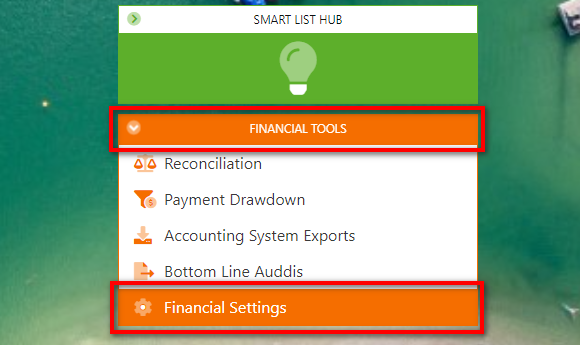 SMART LIST HUB
FINANCIAL TOOLS
Reconciliation
Payment Drawdown
Accounting System Exports
Bottom Line Auddis
Financial Settings